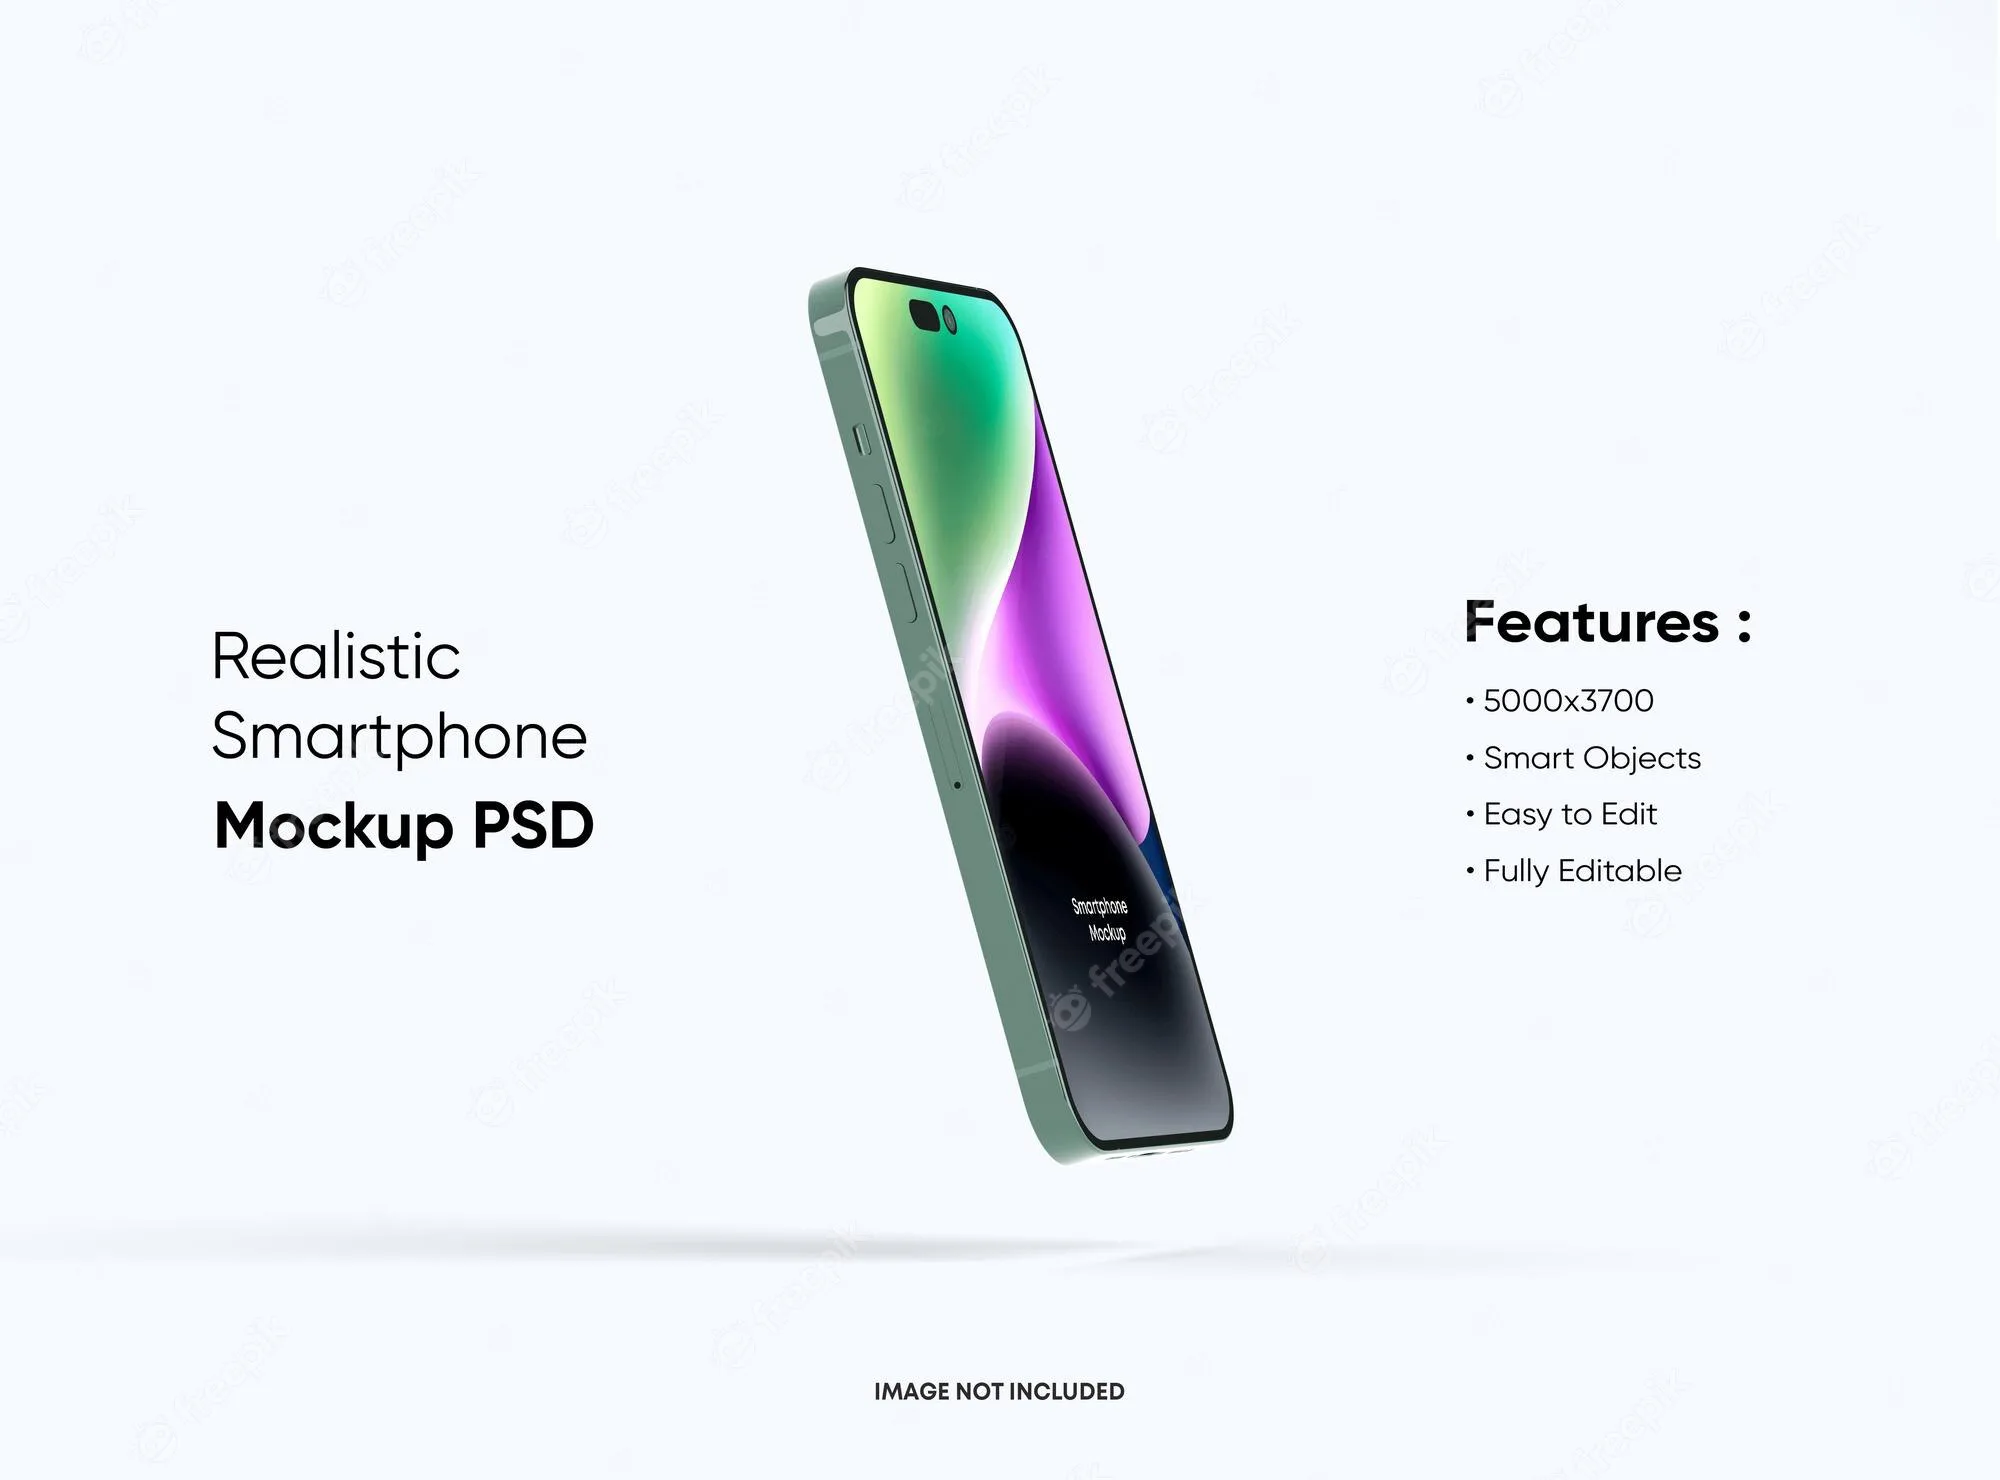 Realistic
Smartphone
Mockup PSD
Features :
• 5000x3700
• Smart Objects
• Easy to Edit
• Fully Editable
Smartphone
Mockup
freepik
IMAGE NOT INCLUDED